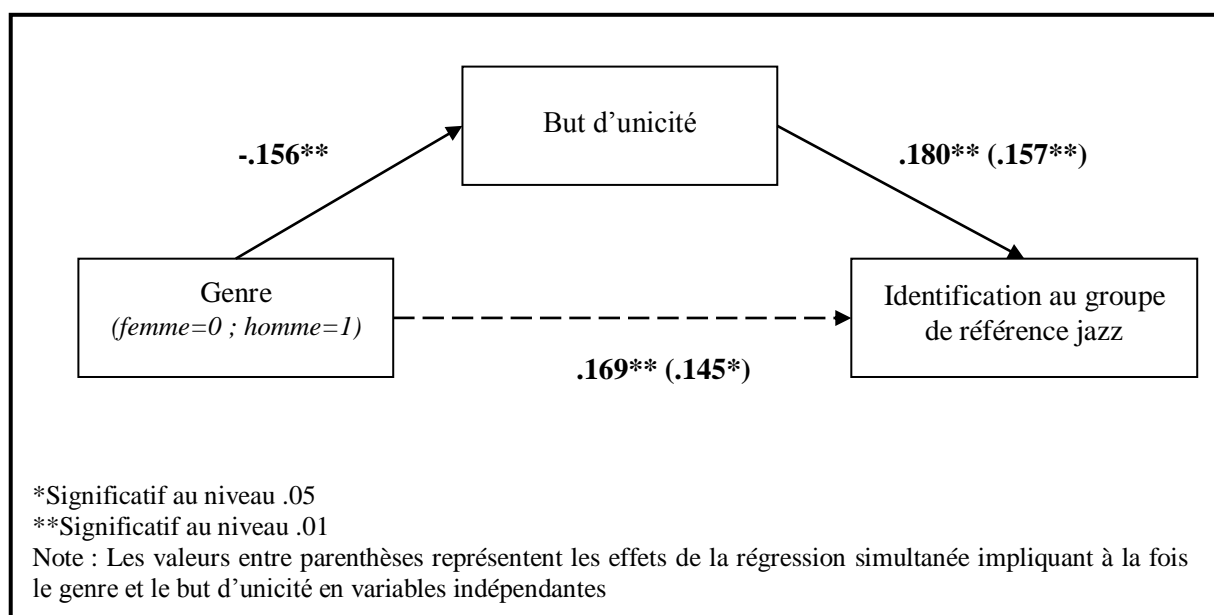 But d'unicité
-.156**
.180** (.157**)
Genre
(femme=0 ; homme=1)
Identification au groupe
de référence jazz
.169** (.145*)
*Significatif au niveau .05
**Significatif au niveau .01
Note : Les valeurs entre parenthèses représentent les effets de la régression simultanée impliquant à la fois
le genre et le but d'unicité en variables indépendantes